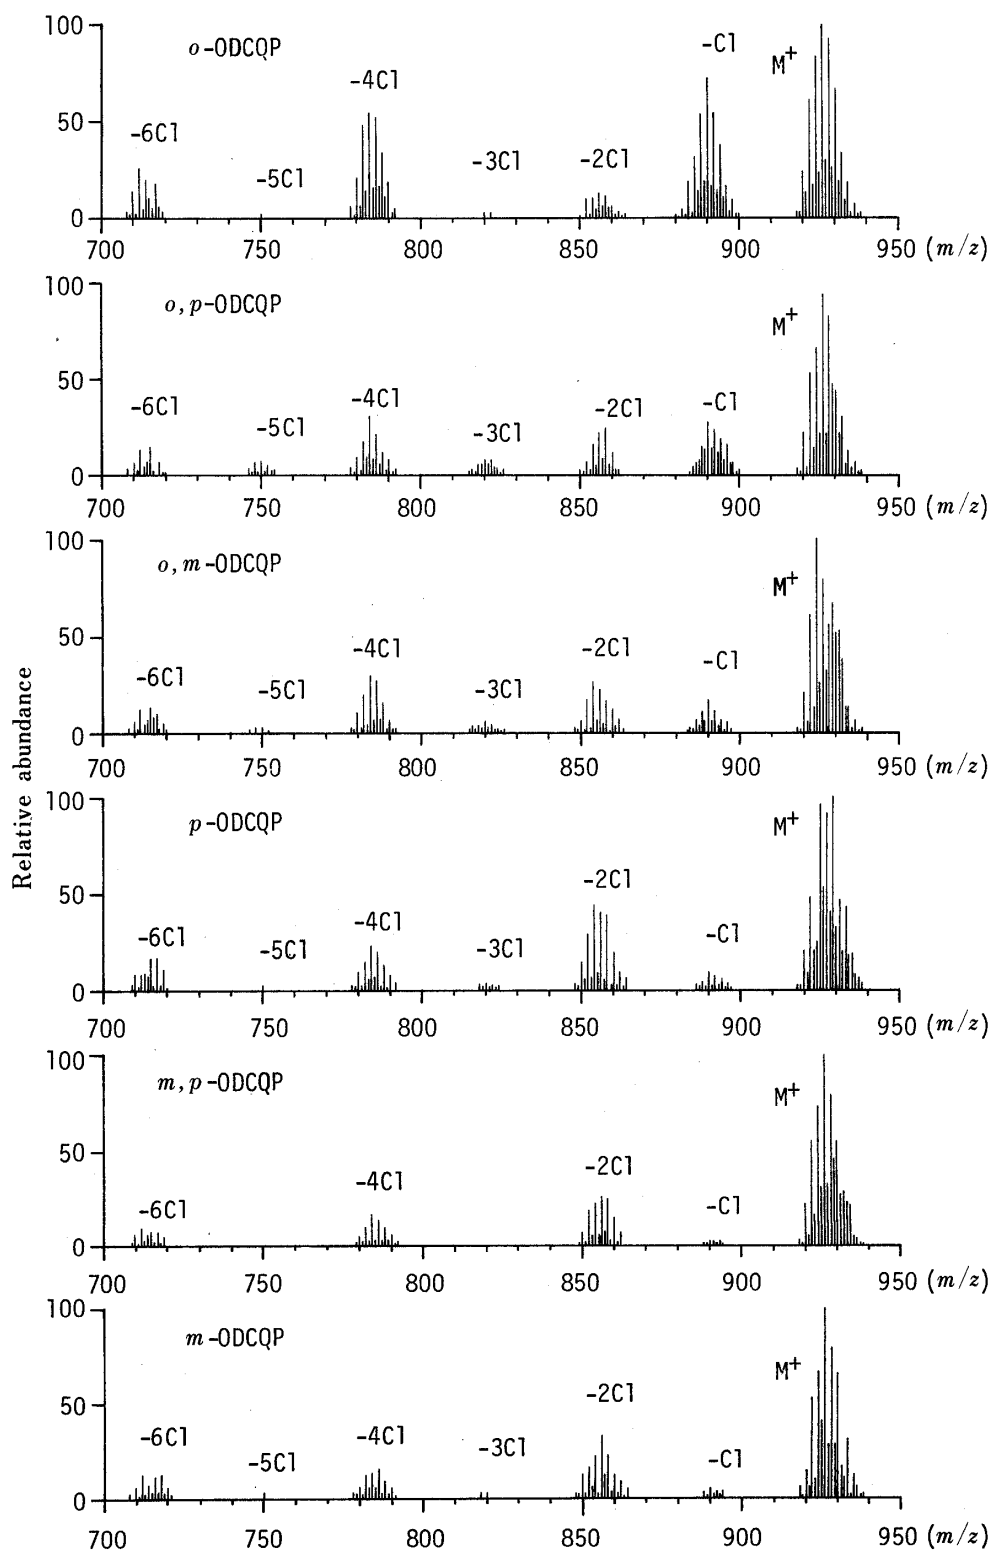 100
o-ODCQP
-6Cl
-5Cl
-4Cl
-3Cl
-2Cl
-Cl
M+
50
0
700 750 800 850 900 950 (m/z)
100
o,p-ODCQP
-6Cl
-5Cl
-4Cl
-3Cl
-2Cl
-Cl
M+
50
0
700 750 800 850 900 950 (m/z)
100
o,m-ODCQP
-6Cl
-5Cl
-4Cl
-3Cl
-2Cl
-Cl
M+
50
0
700 750 800 850 900 950 (m/z)
Relative abundance
100
p-ODCQP
-6Cl
-5Cl
-4Cl
-3Cl
-2Cl
-Cl
M+
50
0
700 750 800 850 900 950 (m/z)
100
m,p-ODCQP
-6Cl
-4Cl
-2Cl
-Cl
M+
50
0
700 750 800 850 900 950 (m/z)
100
m-ODCQP
-6Cl
-5Cl
-4Cl
-3Cl
-2Cl
-Cl
M+
50
0
700 750 800 850 900 950 (m/z)